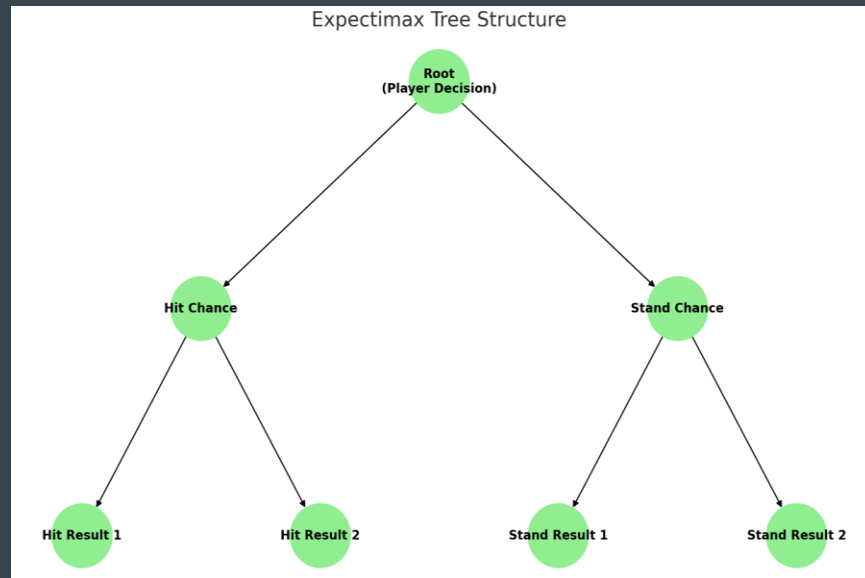 Expectimax Tree Structure
Root
(Player Decision)
Hit Chance
Stand Chance
Hit Result 1
Hit Result 2
Stand Result 1
Stand Result 2